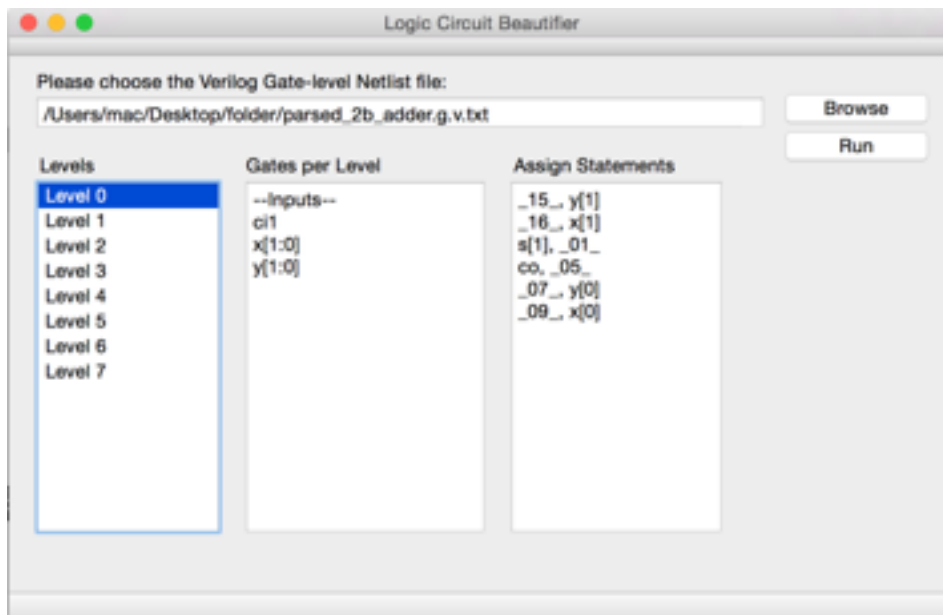 Logic Circuit Beautifier
Please choose the Verilog Gate-level Netlist file:
/Users/mac/Desktop/folder/parsed_2b_adder.g.v.txt
Browse
Run
Levels
Level 0
Level 1
Level 2
Level 3
Level 4
Level 5
Level 6
Level 7
Gates per Level
--Inputs--
ci1
x[1:0]
y[1:0]
Assign Statements
_15_, y[1]
_16_, x[1]
s[1], _01_
co, _05_
_07_, y[0]
_09_, x[0]